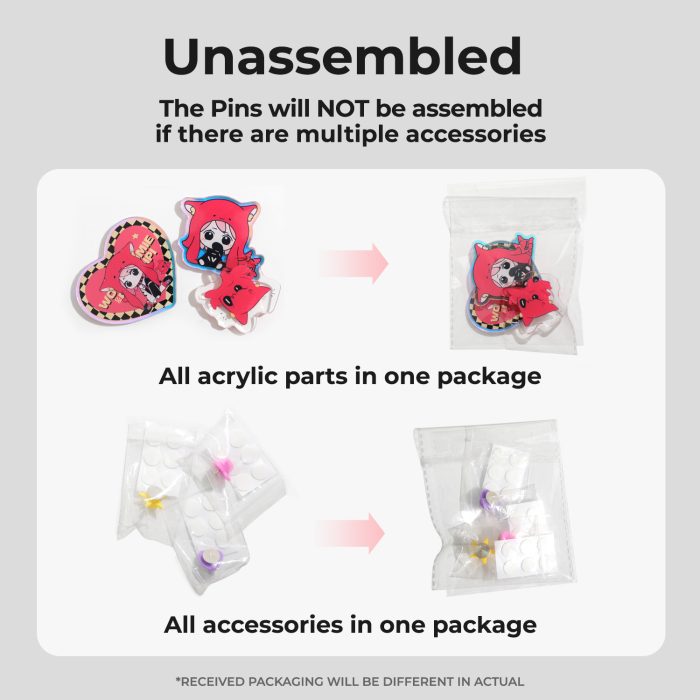 Unassembled
The Pins will NOT be assembled
if there are multiple accessories
All acrylic parts in one package
All accessories in one package
*RECEIVED PACKAGING WILL BE DIFFERENT IN ACTUAL